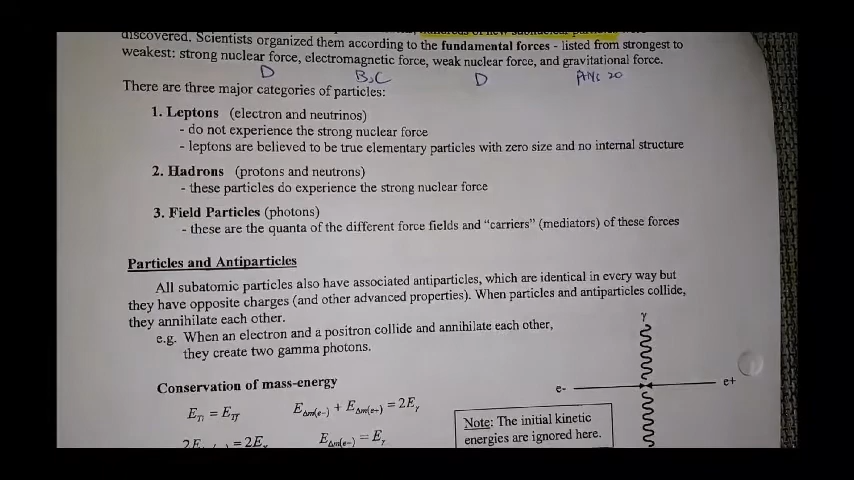 hundreds of new subnuclear particles were
discovered. Scientists organized them according to the fundamental forces - listed from strongest to
weakest: strong nuclear force, electromagnetic force, weak nuclear force, and gravitational force.
D B,C D PHYS 20
There are three major categories of particles:
1. Leptons (electron and neutrinos)
- do not experience the strong nuclear force
- leptons are believed to be true elementary particles with zero size and no internal structure
2. Hadrons (protons and neutrons)
- these particles do experience the strong nuclear force
3. Field Particles (photons)
- these are the quanta of the different force fields and "carriers" (mediators) of these forces
Particles and Antiparticles
All subatomic particles also have associated antiparticles, which are identical in every way but
they have opposite charges (and other advanced properties). When particles and antiparticles collide,
they annihilate each other.
e.g. When an electron and a positron collide and annihilate each other,
they create two gamma photons.
γ
e- e+
Conservation of mass-energy
E_Ti = E_Tf E_Δm(e-) + E_Δm(e+) = 2E_γ
E_Δm(e-) = E_γ
Note: The initial kinetic
energies are ignored here.